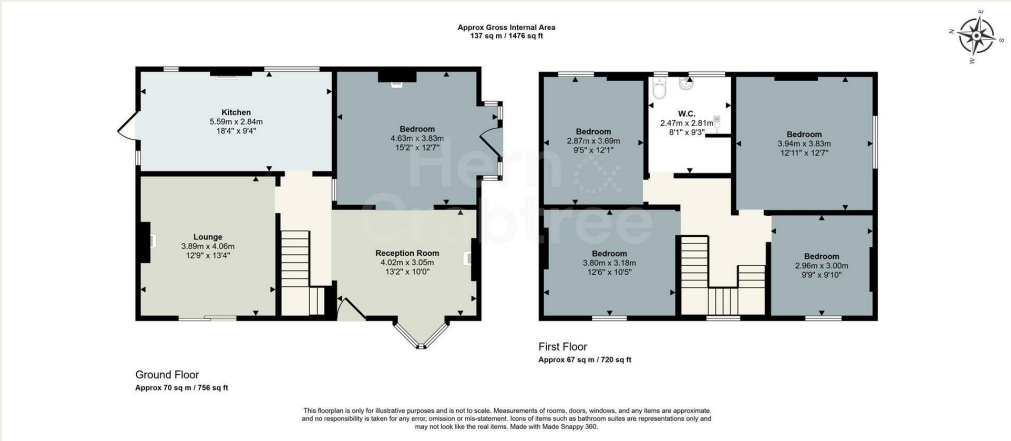 Approx Gross Internal Area
137 sq m / 1476 sq ft
N
E
S
W
Kitchen
5.59m x 2.84m
18'4" x 9'4"
Bedroom
4.63m x 3.83m
15'2" x 12'7"
Lounge
3.89m x 4.06m
12'9" x 13'4"
Reception Room
4.02m x 3.05m
13'2" x 10'0"
Ground Floor
Approx 70 sq m / 756 sq ft
Bedroom
2.87m x 3.69m
9'5" x 12'1"
W.C.
2.47m x 2.81m
8'1" x 9'3"
Bedroom
3.94m x 3.83m
12'11" x 12'7"
Bedroom
3.80m x 3.18m
12'6" x 10'5"
Bedroom
2.96m x 3.00m
9'9" x 9'10"
First Floor
Approx 67 sq m / 720 sq ft
Hern &
Crabtree
This floorplan is only for illustrative purposes and is not to scale. Measurements of rooms, doors, windows, and any items are approximate
and no responsibility is taken for any error, omission or mis-statement. Icons of items such as bathroom suites are representations only and
may not look like the real items. Made with Made Snappy 360.